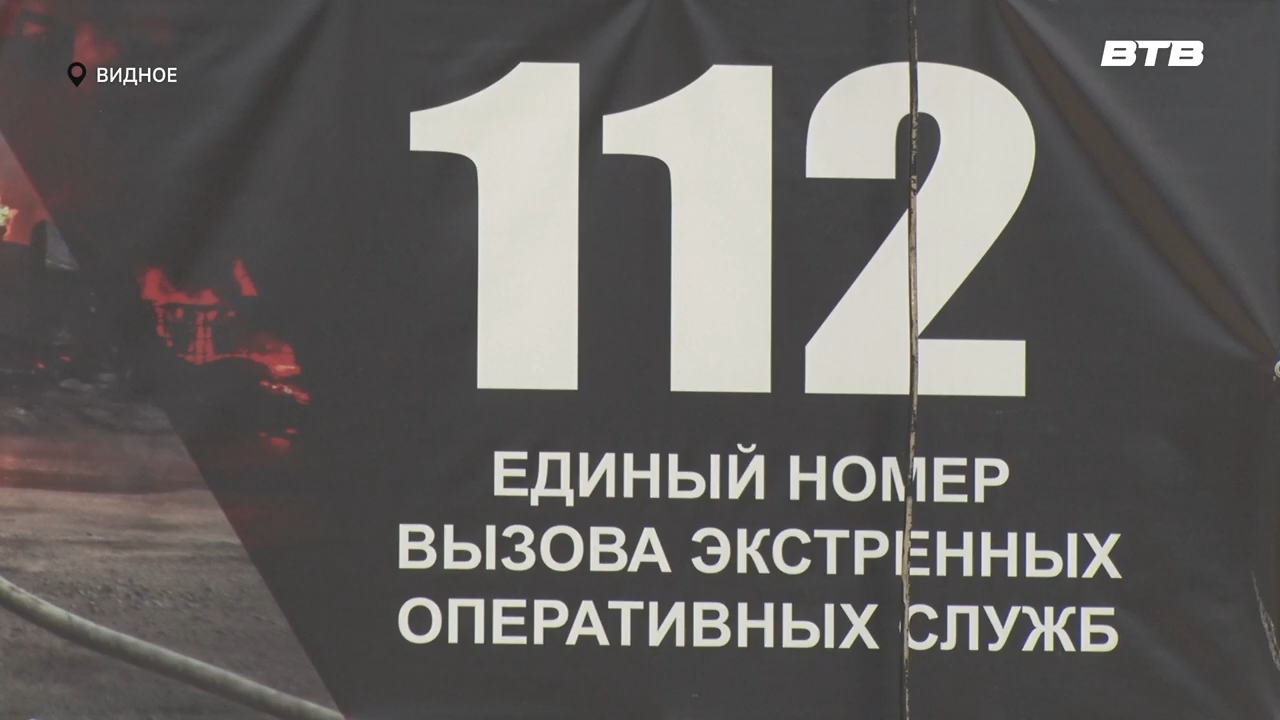 ВИДНОЕ
ВТВ
112
ЕДИНЫЙ НОМЕР
ВЫЗОВА ЭКСТРЕННЫХ
ОПЕРАТИВНЫХ СЛУЖБ